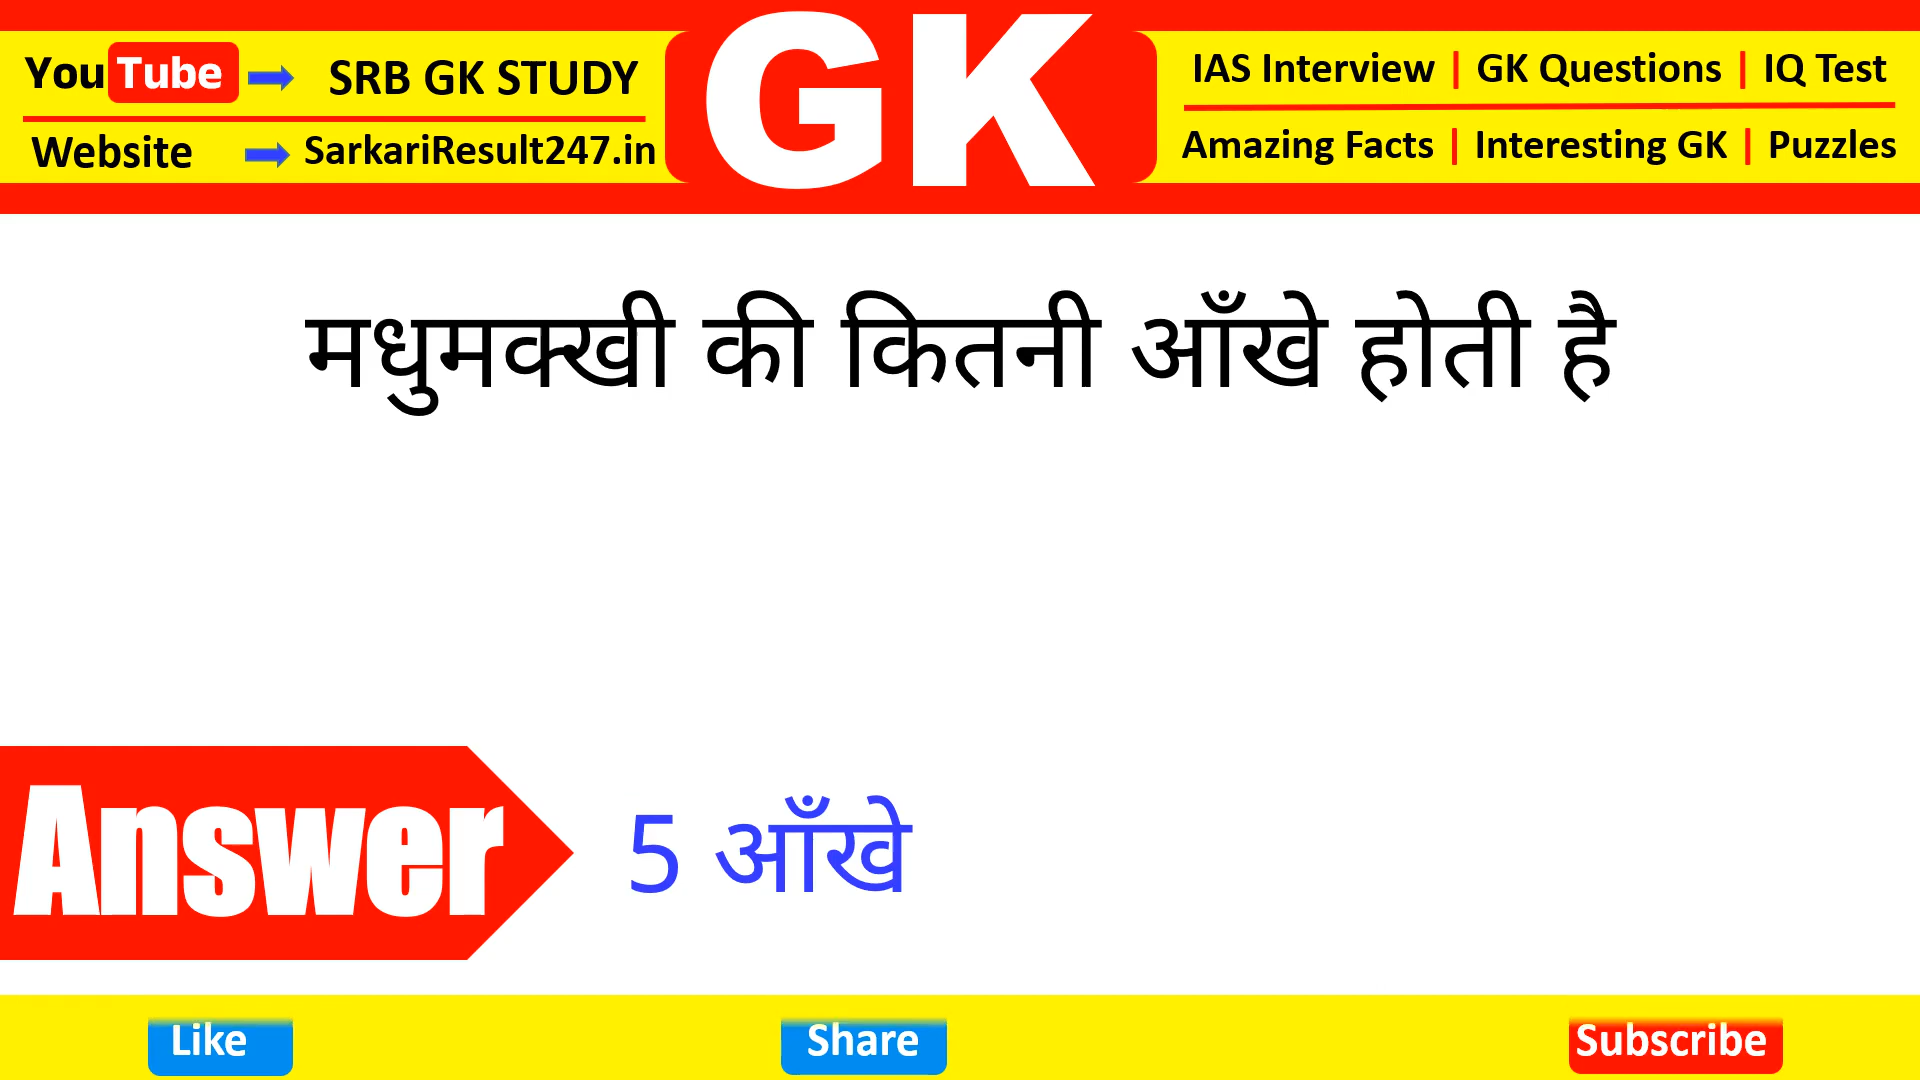 YouTube SRB GK STUDY
Website SarkariResult247.in
GK
IAS Interview | GK Questions | IQ Test
Amazing Facts | Interesting GK | Puzzles
मधुमक्खी की कितनी आँखे होती है
Answer 5 आँखे
Like Share Subscribe